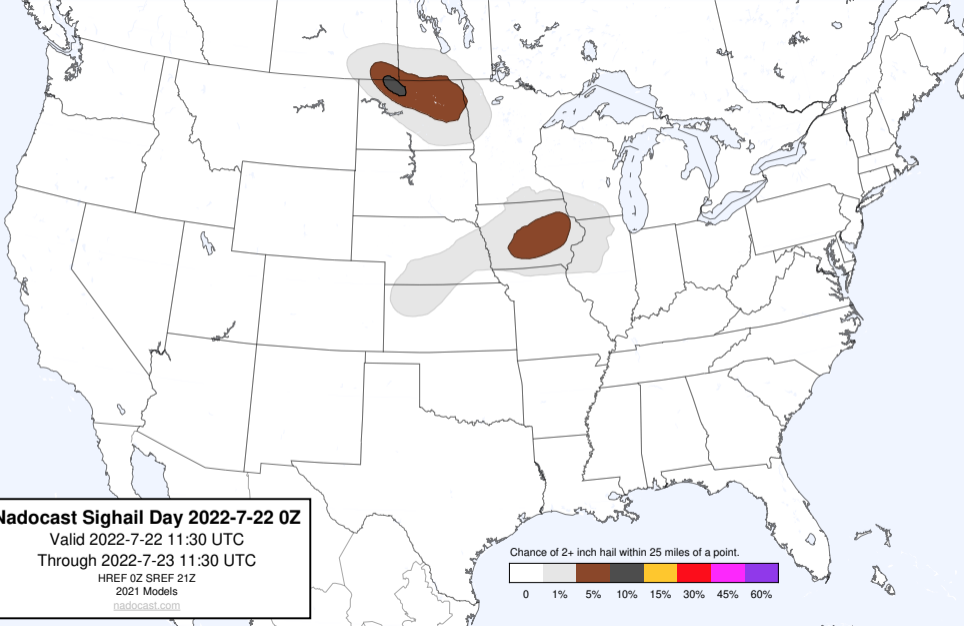 Nadocast Sighail Day 2022-7-22 0Z
Valid 2022-7-22 11:30 UTC
Through 2022-7-23 11:30 UTC
HREF 0Z SREF 21Z
2021 Models
nadocast.com
Chance of 2+ inch hail within 25 miles of a point.
0 1% 5% 10% 15% 30% 45% 60%